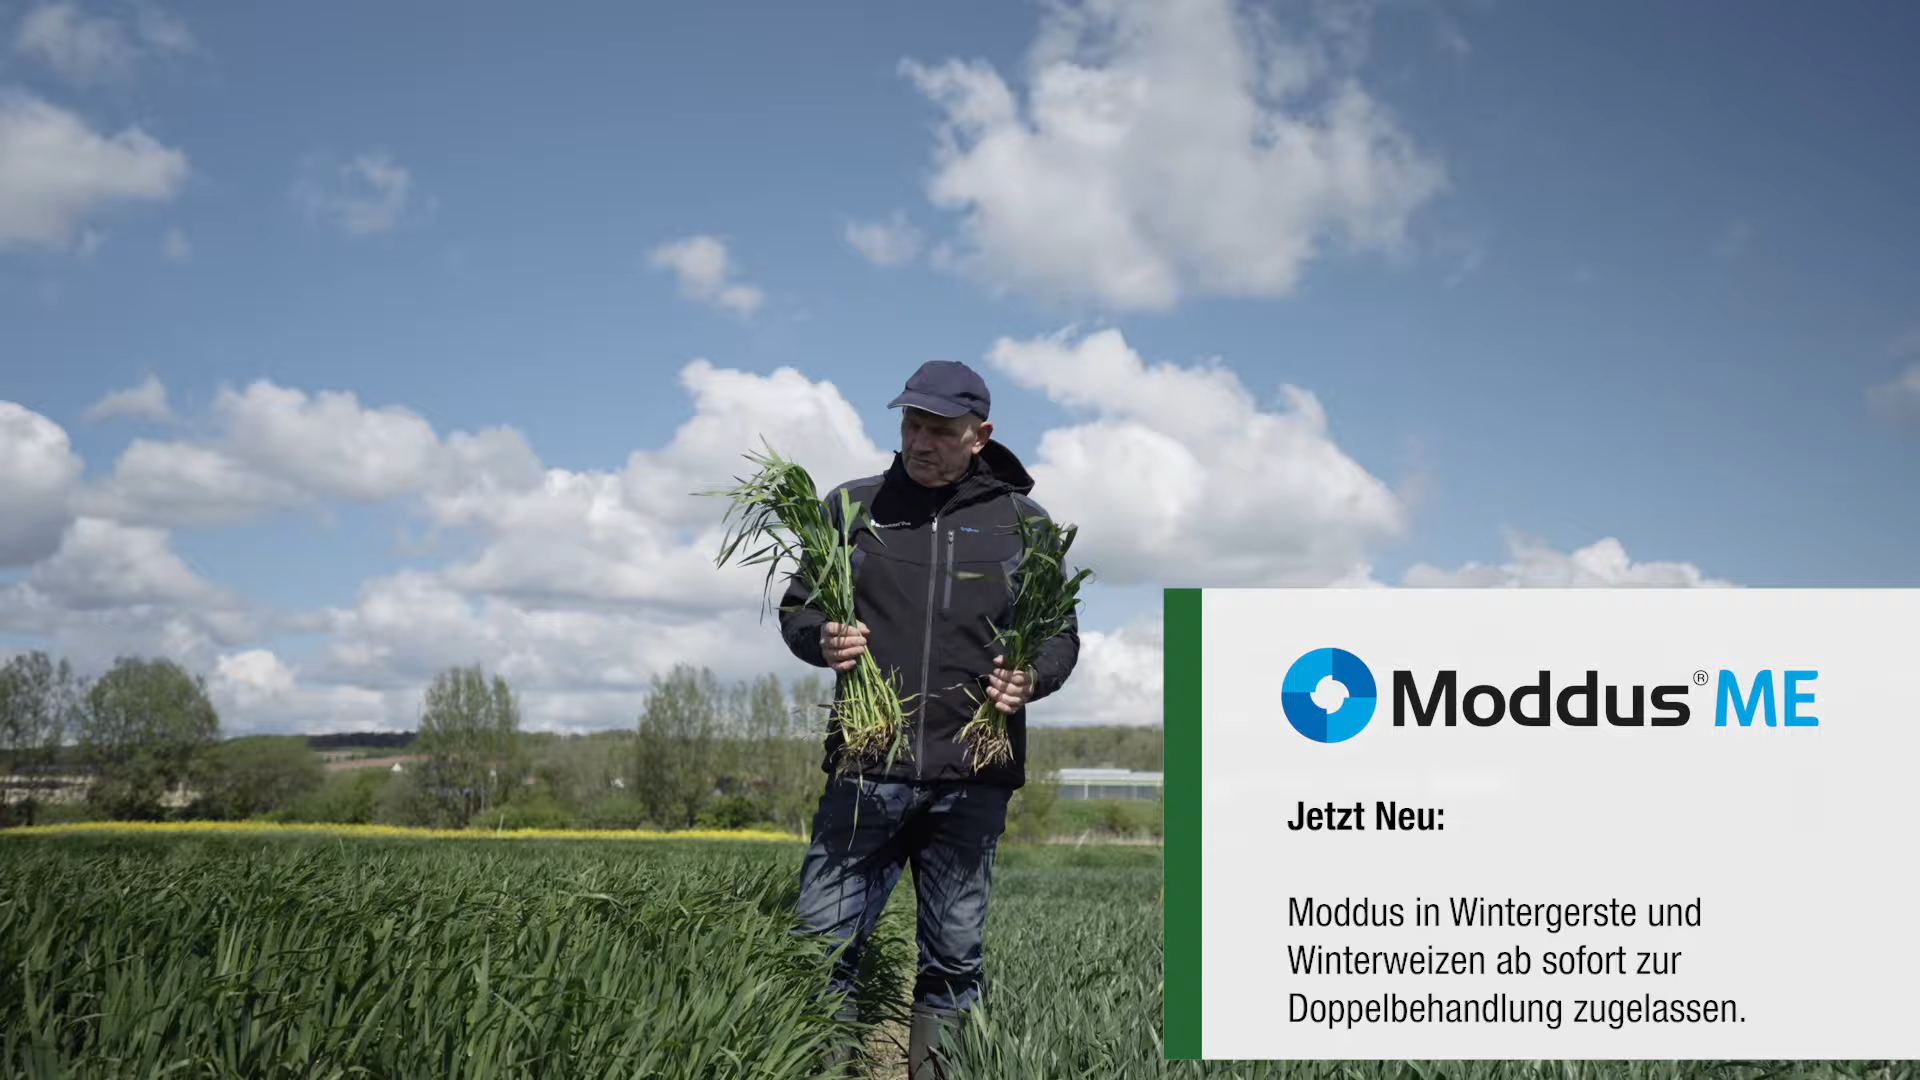 Moddus® ME
Jetzt Neu:
Moddus in Wintergerste und
Winterweizen ab sofort zur
Doppelbehandlung zugelassen.